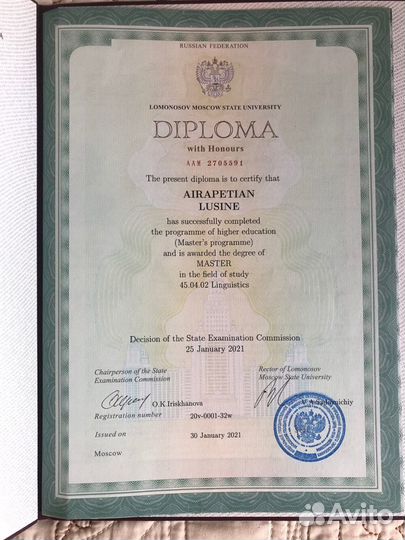 RUSSIAN FEDERATION
LOMONOSOV MOSCOW STATE UNIVERSITY
DIPLOMA
with Honours
AAM 2705591
The present diploma is to certify that
AIRAPETIAN
LUSINE
has successfully completed
the programme of higher education
(Master's programme)
and is awarded the degree of
MASTER
in the field of study
45.04.02 Linguistics
Decision of the State Examination Commission
25 January 2021
Chairperson of the State
Examination Commission
O.K.Iriskhanova
Rector of Lomonosov
Moscow State University
Registration number 20v-0001-32w
Issued on 30 January 2021
Moscow
Avito